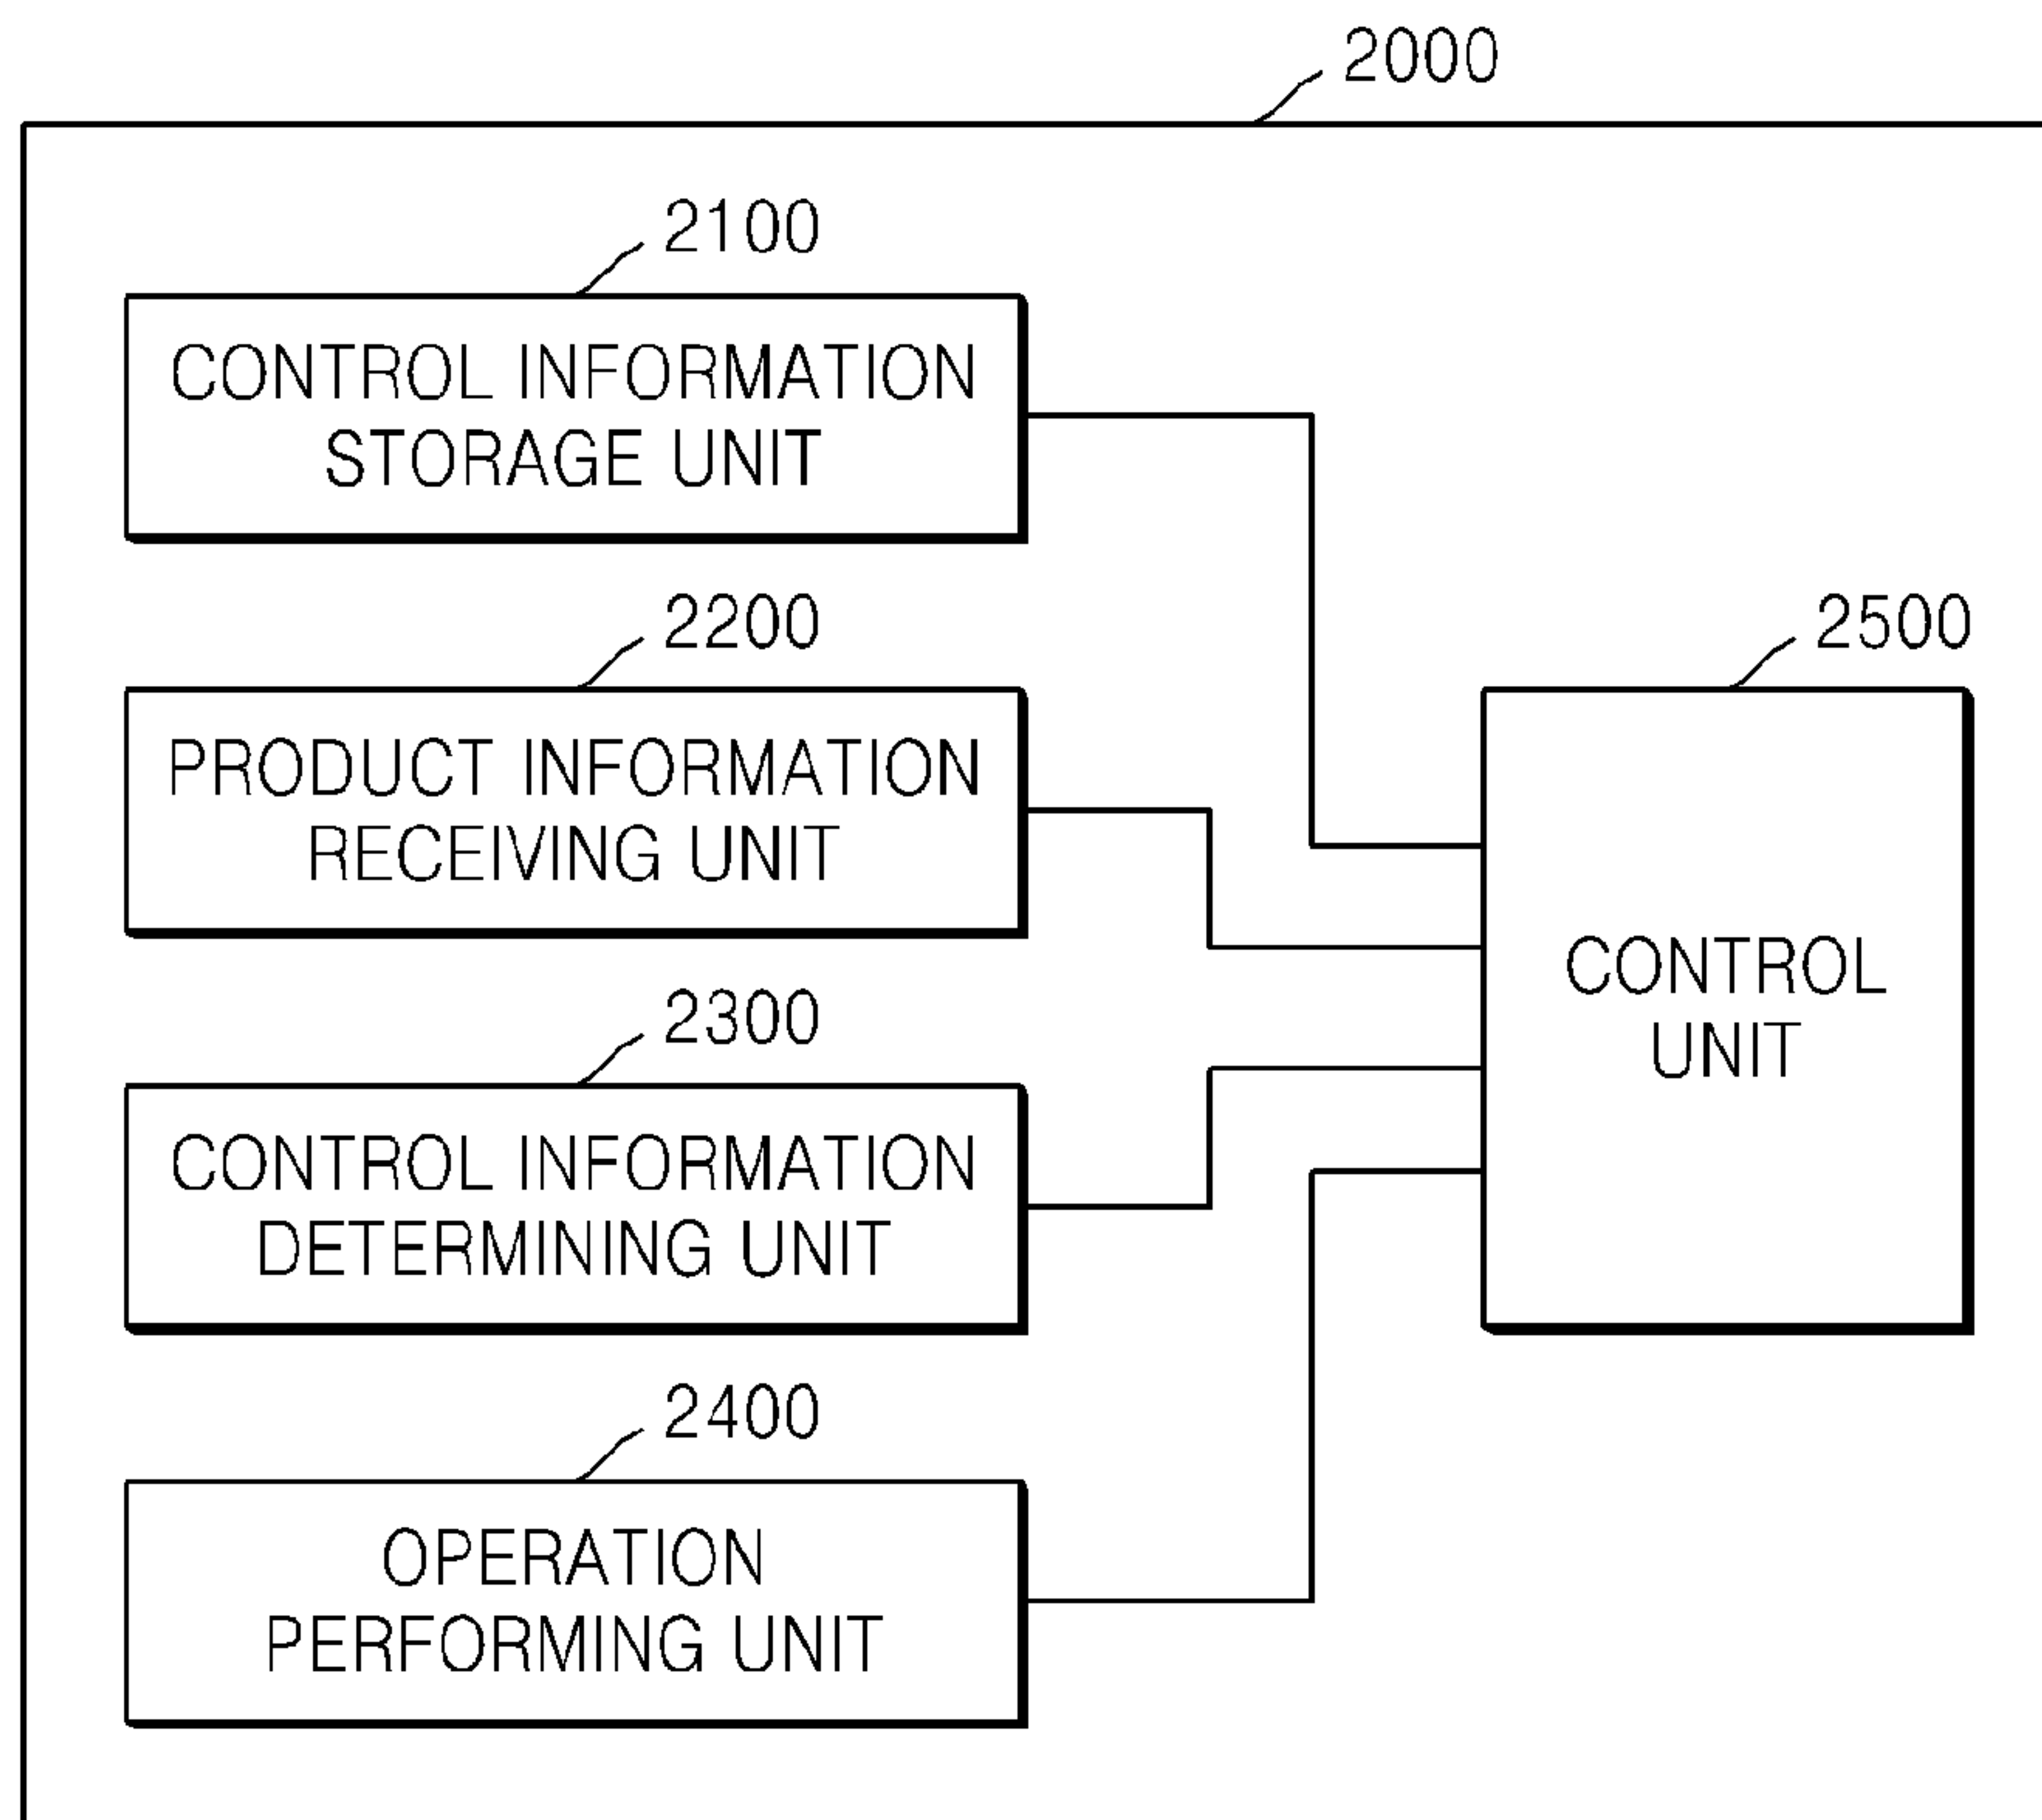 2000
2100
CONTROL INFORMATION
STORAGE UNIT
2200
PRODUCT INFORMATION
RECEIVING UNIT
2300
CONTROL INFORMATION
DETERMINING UNIT
2400
OPERATION
PERFORMING UNIT
2500
CONTROL
UNIT